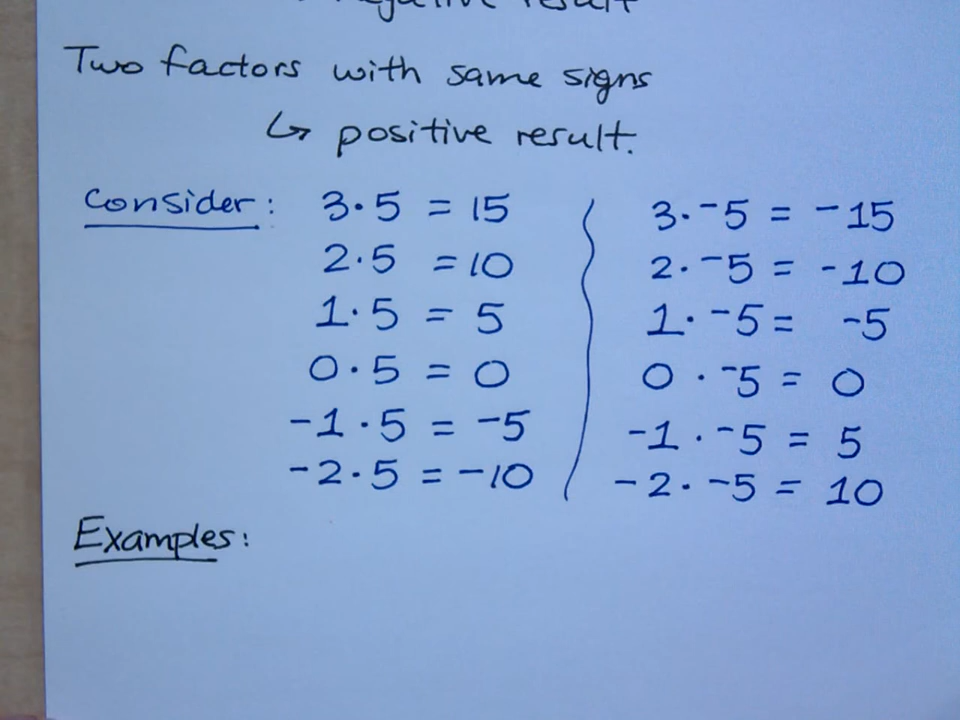 negative result
Two factors with same signs
↳ positive result.
Consider: 3·5 = 15 3·⁻5 = -15
2·5 = 10 2·⁻5 = -10
1·5 = 5 1·⁻5 = -5
0·5 = 0 0·⁻5 = 0
-1·5 = -5 -1·⁻5 = 5
-2·5 = -10 -2·⁻5 = 10
Examples: